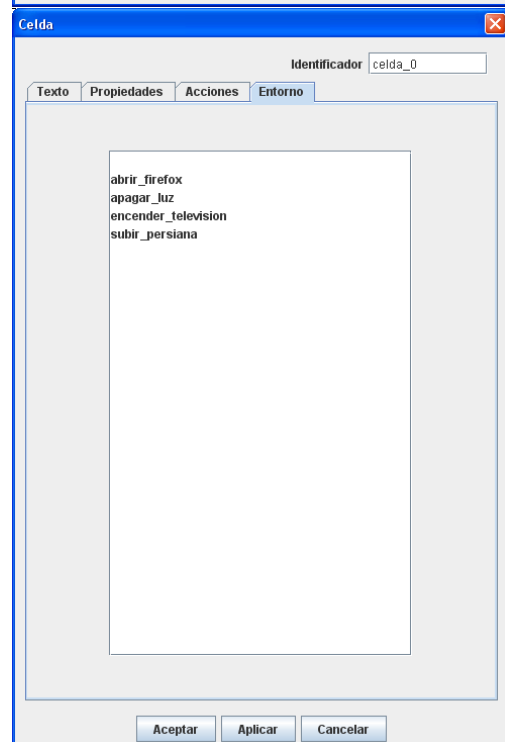 Celda
Identificador celda_0
Texto Propiedades Acciones Entorno
abrir_firefox
apagar_luz
encender_television
subir_persiana
Aceptar Aplicar Cancelar